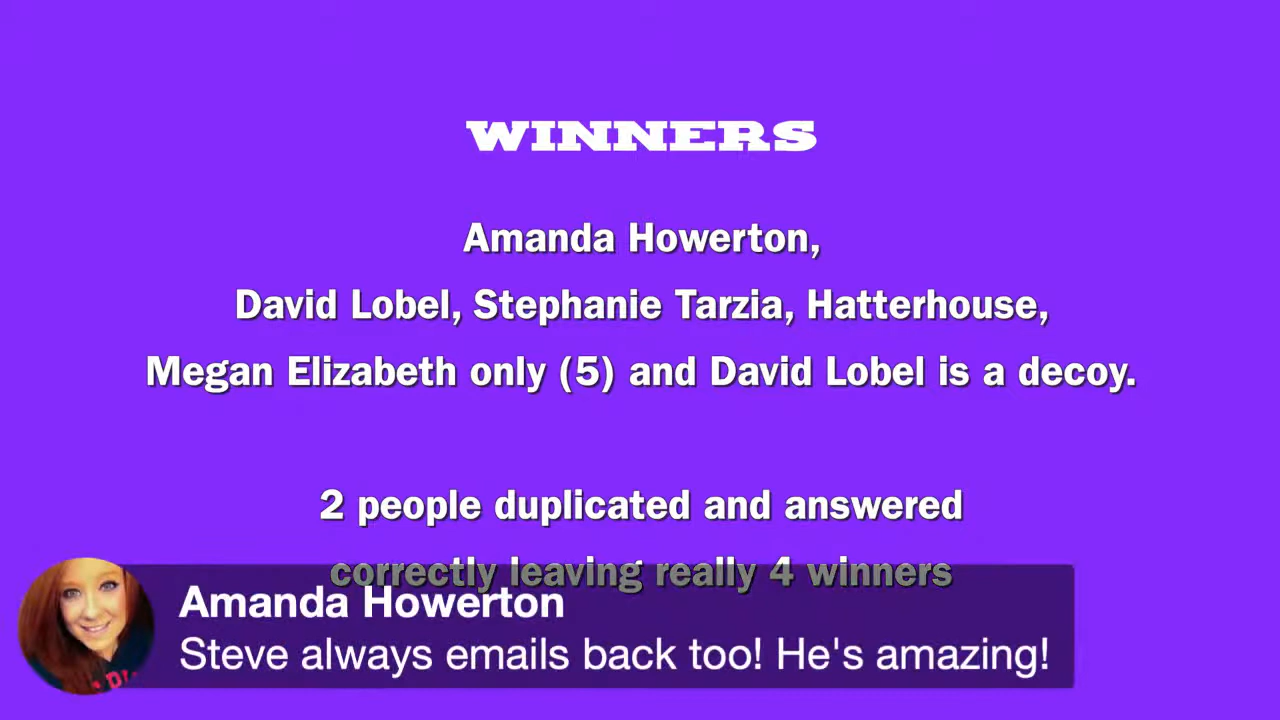 WINNERS
Amanda Howerton,
David Lobel, Stephanie Tarzia, Hatterhouse,
Megan Elizabeth only (5) and David Lobel is a decoy.
2 people duplicated and answered
correctly leaving really 4 winners
Amanda Howerton
Steve always emails back too! He's amazing!